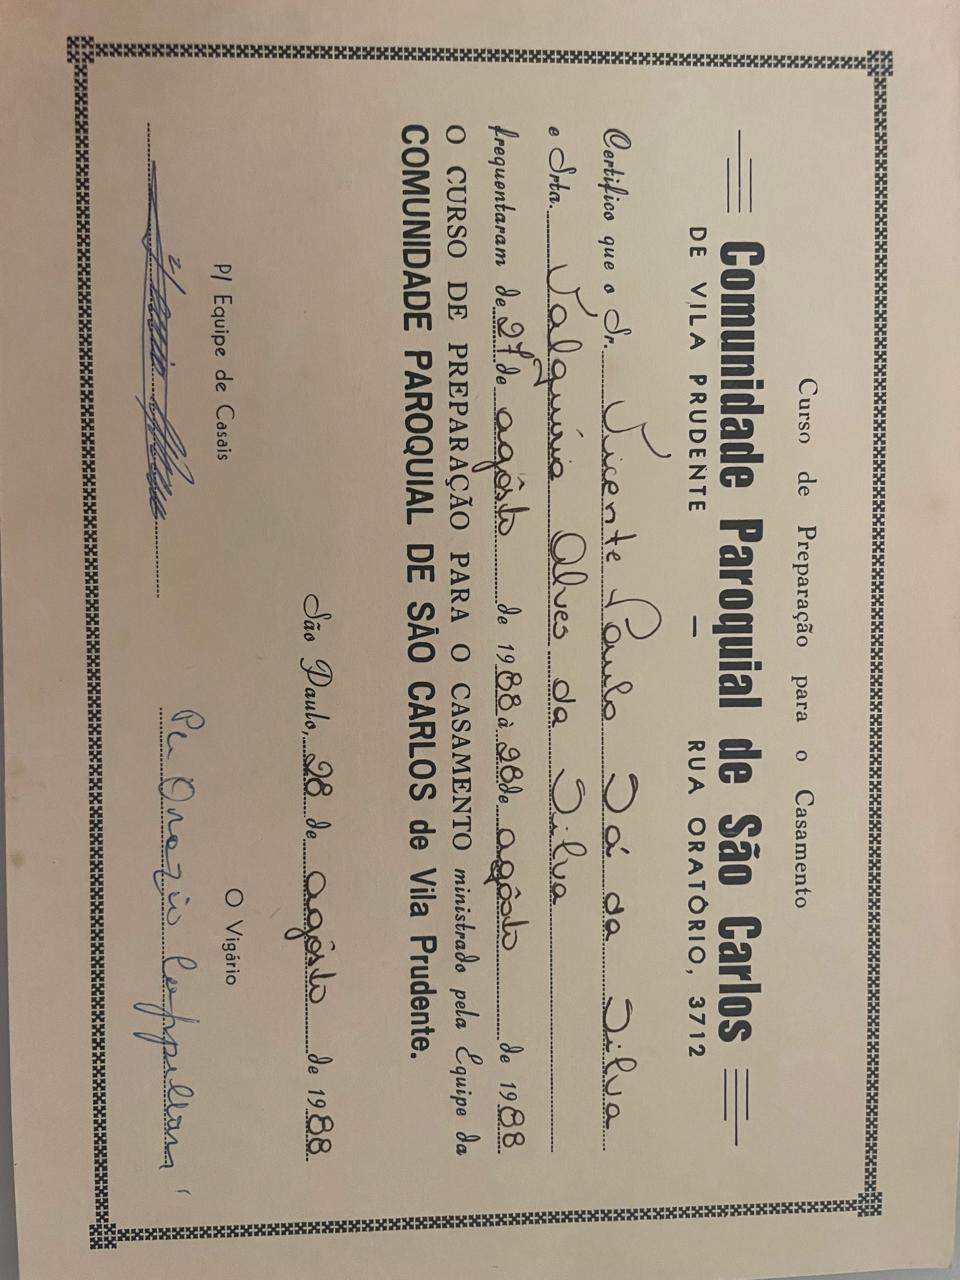 Curso de Preparação para o Casamento
Comunidade Paroquial de São Carlos
DE VILA PRUDENTE — RUA ORATÓRIO, 3712
Certifico que o Sr. Vicente Paulo Sá da Silva
e Srta. Valquíria Alves da Silva
frequentaram de 27 de agôsto de 1988 à 28 de agôsto de 1988
O CURSO DE PREPARAÇÃO PARA O CASAMENTO ministrado pela Equipe da
COMUNIDADE PAROQUIAL DE SÃO CARLOS de Vila Prudente.
São Paulo, 28 de agôsto de 1988
P/ Equipe de Casais
O Vigário
Pe Orazio